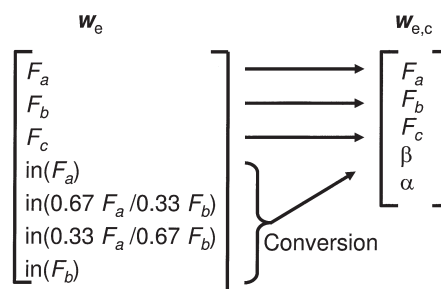 w_e w_e,c
F_a F_a
F_b F_b
F_c F_c
in(F_a) β
in(0.67 F_a /0.33 F_b) α
in(0.33 F_a /0.67 F_b)
Conversion
in(F_b)